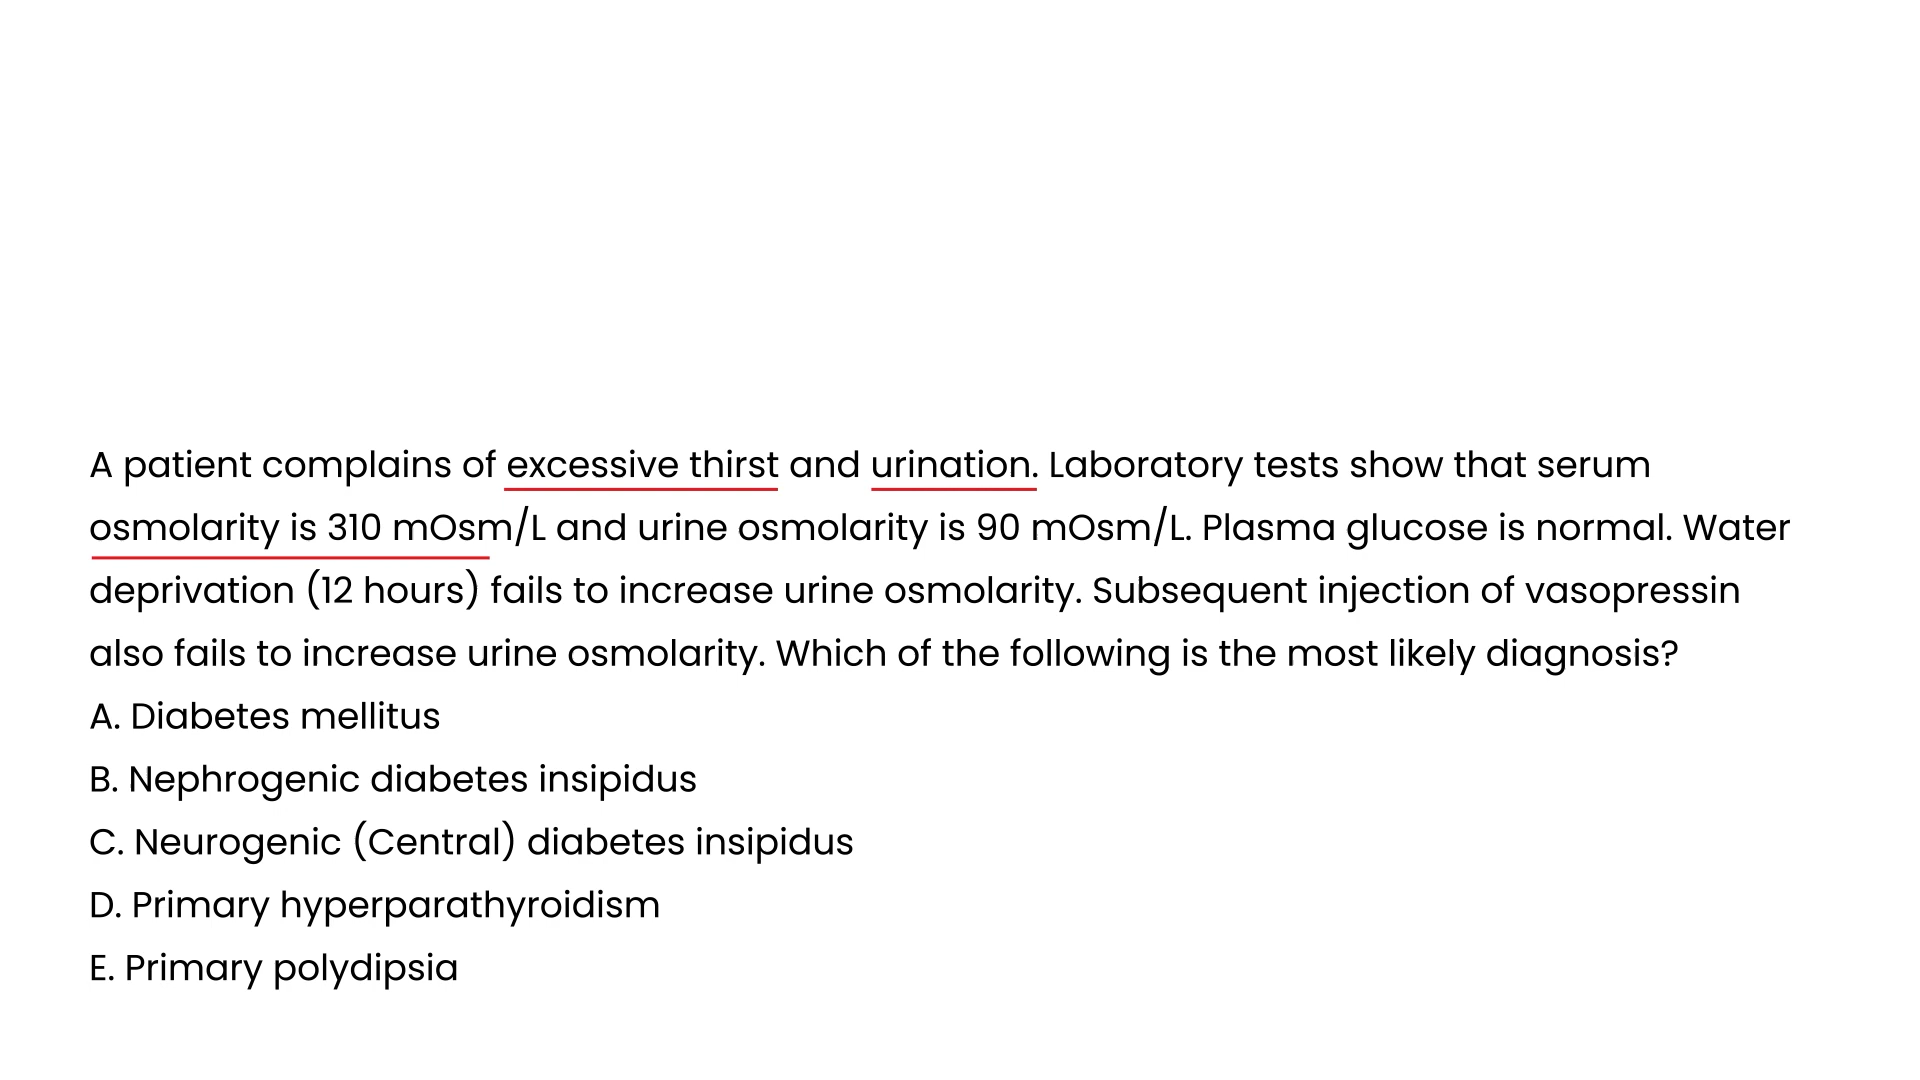 A patient complains of excessive thirst and urination. Laboratory tests show that serum
osmolarity is 310 mOsm/L and urine osmolarity is 90 mOsm/L. Plasma glucose is normal. Water
deprivation (12 hours) fails to increase urine osmolarity. Subsequent injection of vasopressin
also fails to increase urine osmolarity. Which of the following is the most likely diagnosis?
A. Diabetes mellitus
B. Nephrogenic diabetes insipidus
C. Neurogenic (Central) diabetes insipidus
D. Primary hyperparathyroidism
E. Primary polydipsia